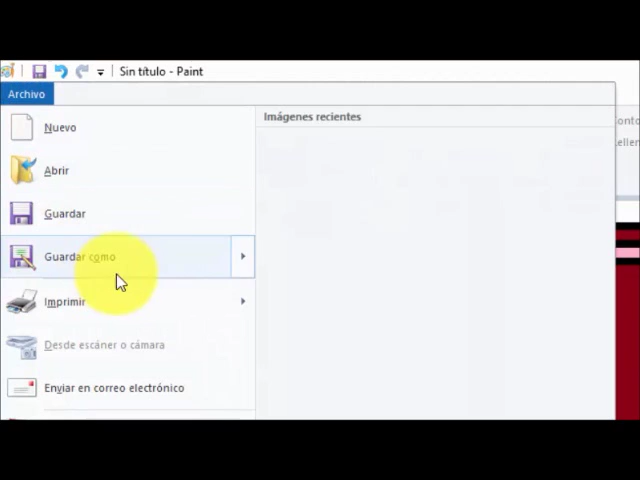 Sin título - Paint
Archivo
Imágenes recientes
Nuevo
Abrir
Guardar
Guardar como
Imprimir
Desde escáner o cámara
Enviar en correo electrónico